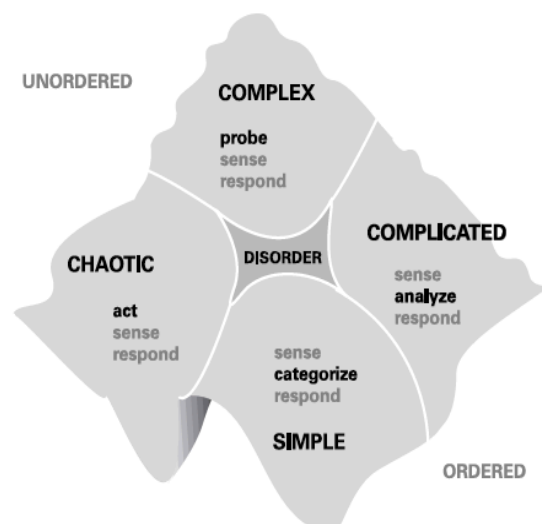 UNORDERED
COMPLEX
probe
sense
respond
COMPLICATED
sense
analyze
respond
DISORDER
CHAOTIC
act
sense
respond
sense
categorize
respond
SIMPLE
ORDERED